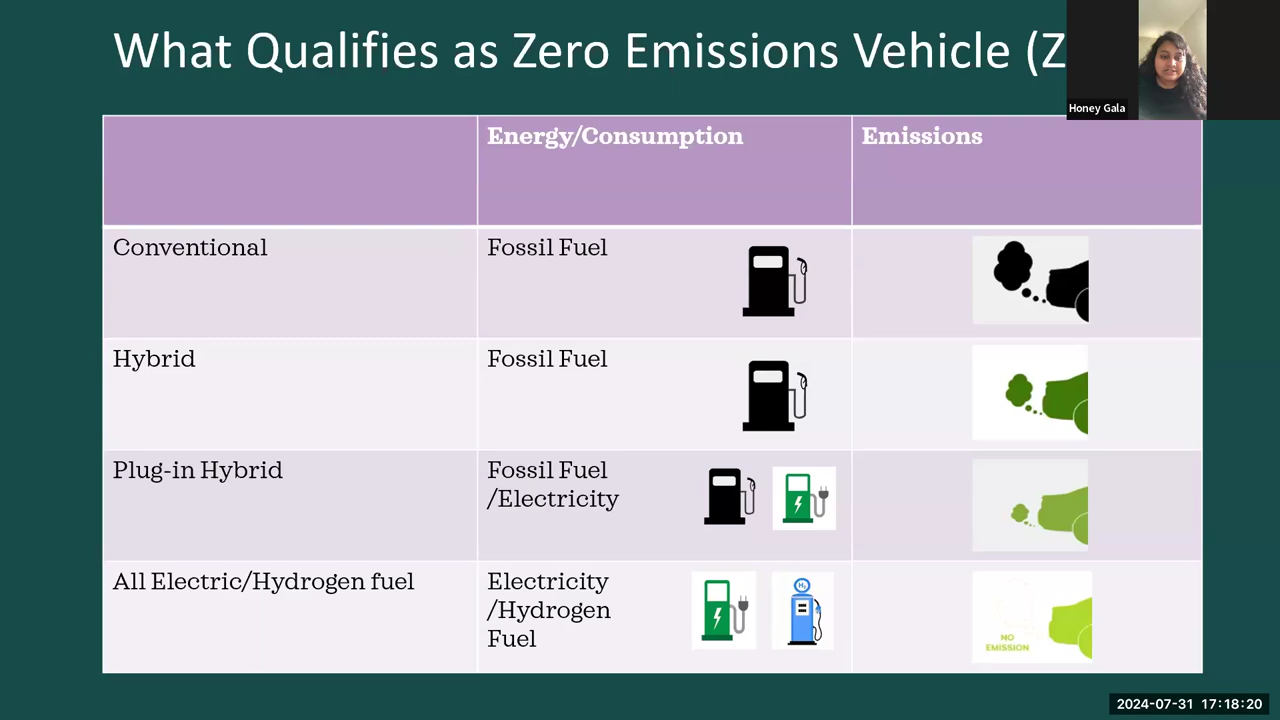 What Qualifies as Zero Emissions Vehicle (Z
Honey Gala
Energy/Consumption
Emissions
Conventional
Fossil Fuel
Hybrid
Fossil Fuel
Plug-in Hybrid
Fossil Fuel
/Electricity
All Electric/Hydrogen fuel
Electricity
/Hydrogen
Fuel
H₂
NO
EMISSION
2024-07-31 17:18:20